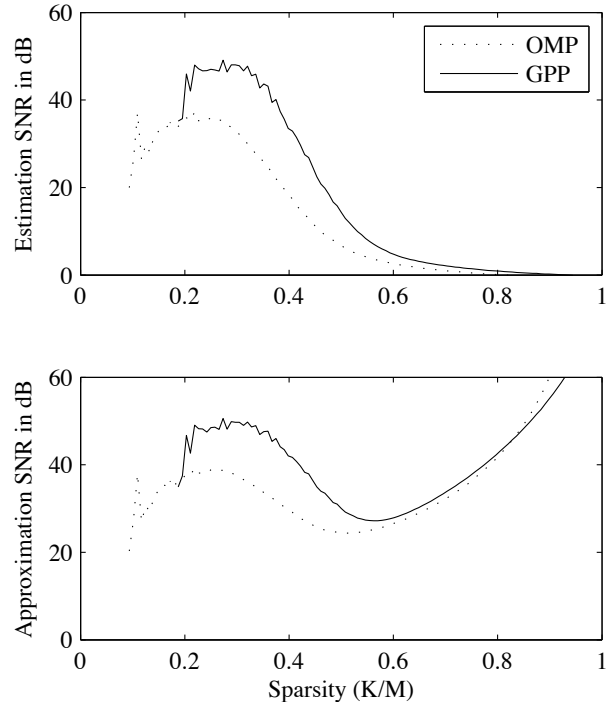 60
40
20
0
Estimation SNR in dB
OMP
GPP
0 0.2 0.4 0.6 0.8 1
60
40
20
0
Approximation SNR in dB
0 0.2 0.4 0.6 0.8 1
Sparsity (K/M)